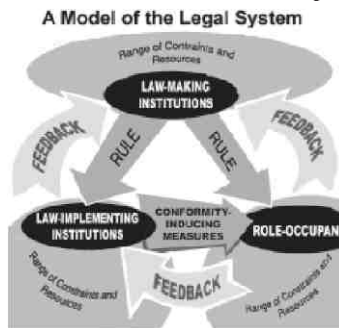 A Model of the Legal System
Range of Contraints and
Resources
LAW-MAKING
INSTITUTIONS
FEEDBACK
RULE
RULE
FEEDBACK
LAW-IMPLEMENTING
INSTITUTIONS
CONFORMITY-
INDUCING
MEASURES
ROLE-OCCUPAN
Range of Constraints and
Resources
FEEDBACK
Range of Constraints and
Resources